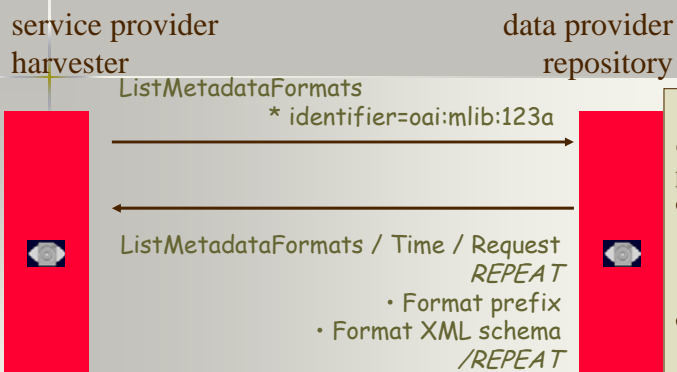 service provider
harvester
data provider
repository
ListMetadataFormats
* identifier=oai:mlib:123a
ListMetadataFormats / Time / Request
REPEAT
• Format prefix
• Format XML schema
/REPEAT